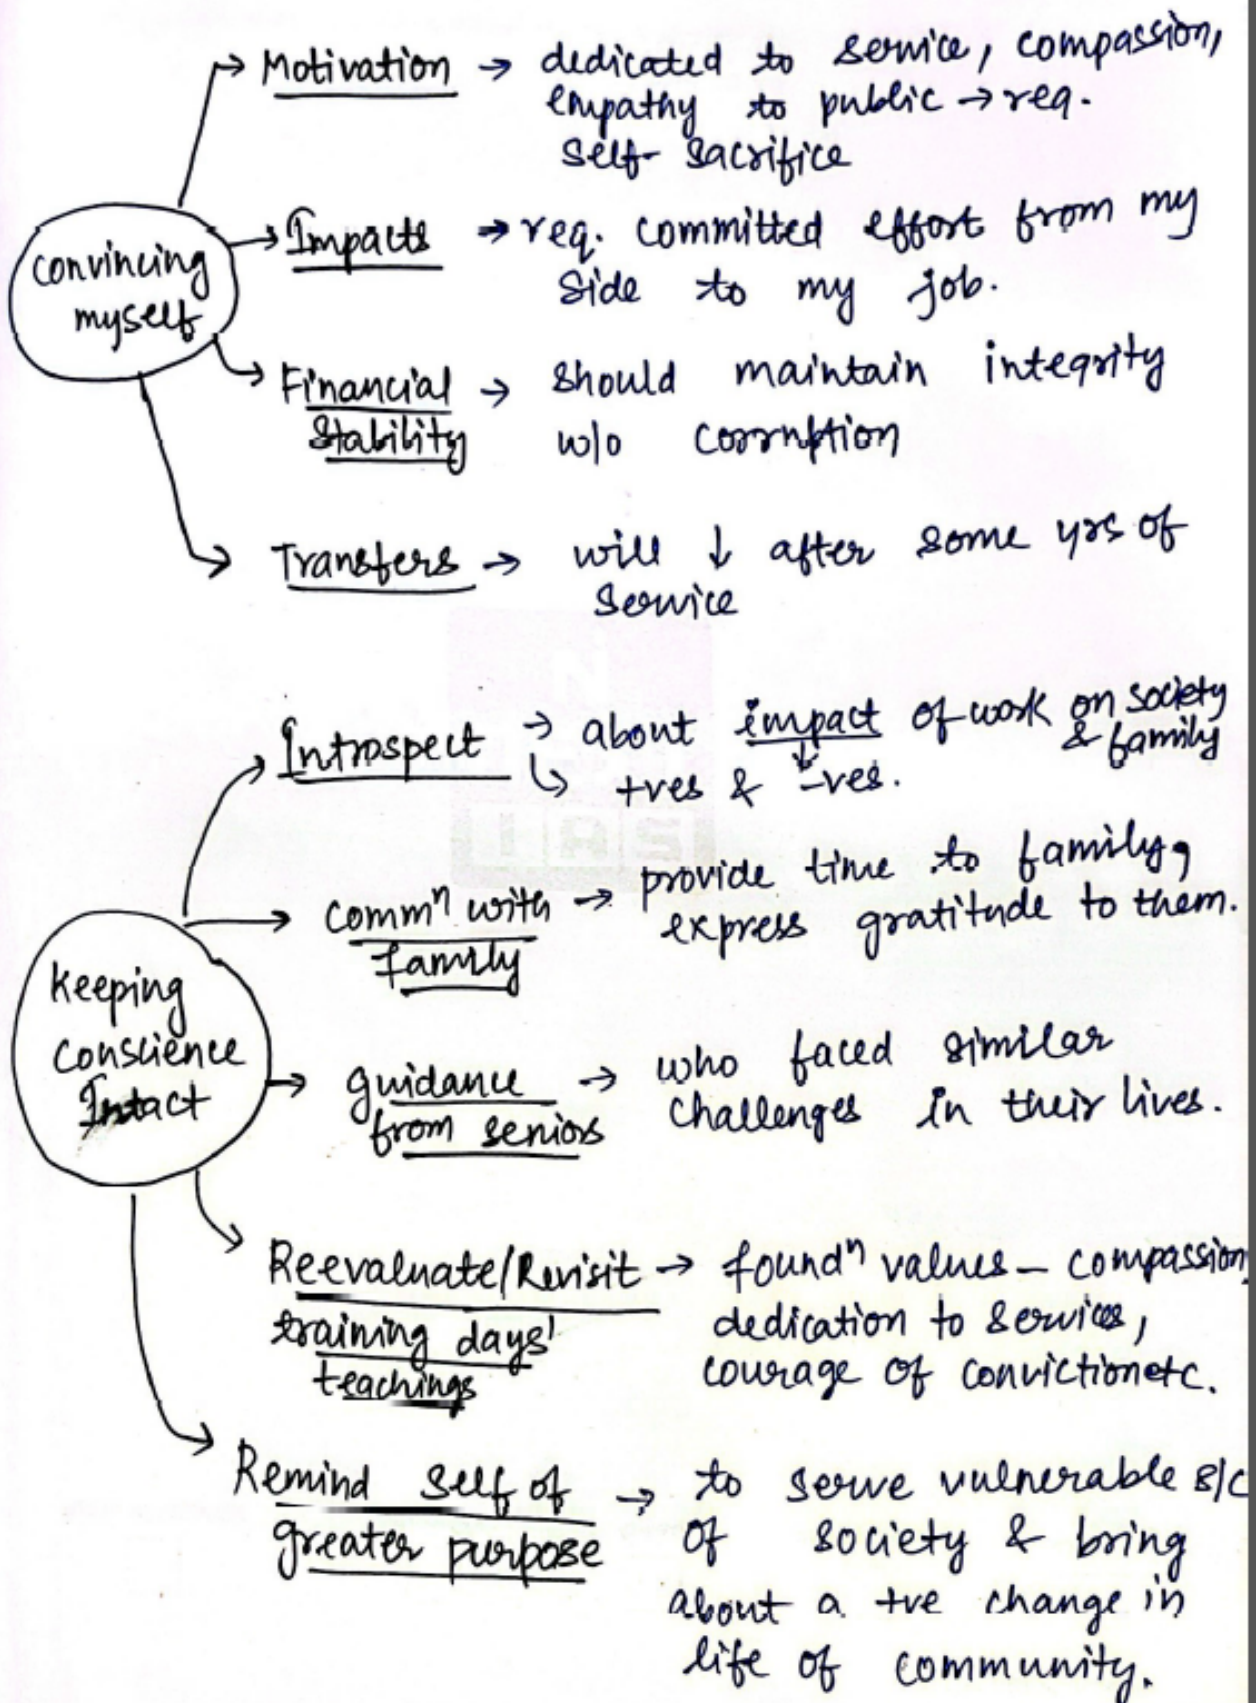 Motivation → dedicated to service, compassion,
empathy to public → req.
self-sacrifice
convincing
myself
Impacts → req. committed effort from my
side to my job.
Financial
Stability → should maintain integrity
w/o corruption
Transfers → will ↓ after some yrs of
service
N
IAS
Introspect → about impact of work on society
& family
↳ +ves & -ves.
commⁿ with
family → provide time to family,
express gratitude to them.
Keeping
Conscience
Intact
guidance
from seniors → who faced similar
challenges in their lives.
Reevaluate/Revisit → foundⁿ values - compassion,
training days' dedication to services,
teachings courage of conviction etc.
Remind self of → to serve vulnerable s/c
greater purpose of society & bring
about a +ve change in
life of community.